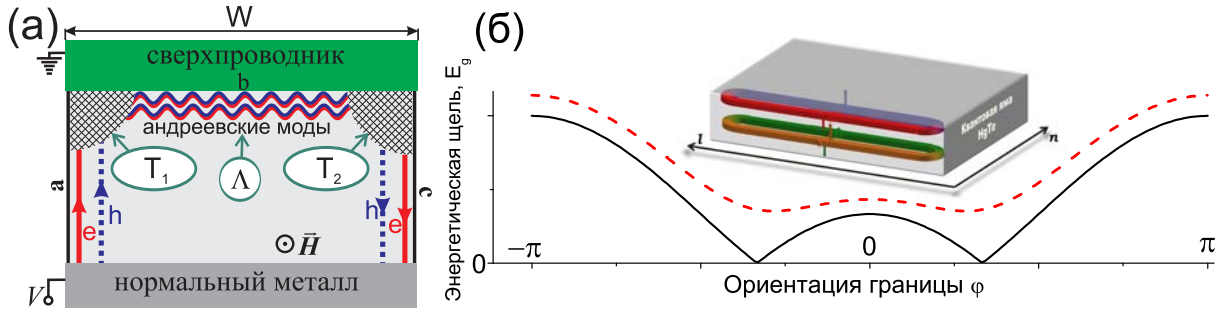 (a)
W
сверхпроводник
b
андреевские моды
T1
Λ
T2
a
c
e
h
h
e
H
V
нормальный металл
(б)
Энергетическая щель, Eg
0
−π
0
π
Ориентация границы φ
l
n
Квантовая яма
HgTe